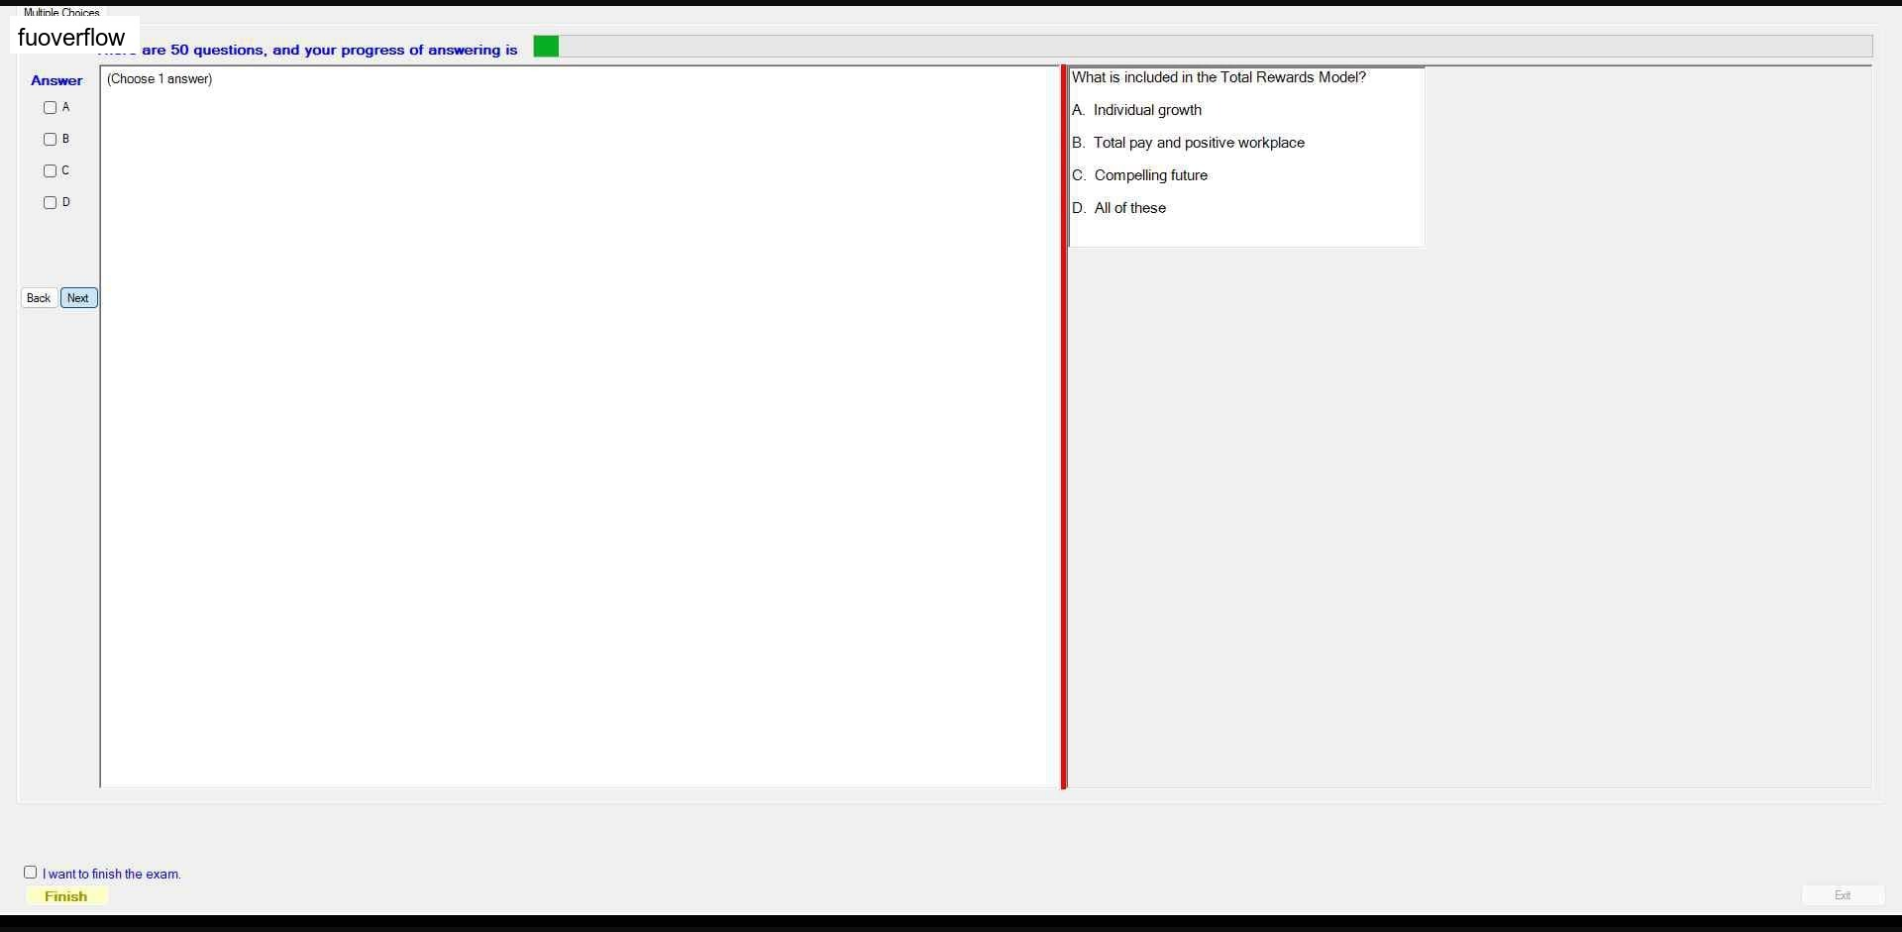 Multiple Choices
fuoverflow
are 50 questions, and your progress of answering is
Answer
(Choose 1 answer)
A
B
C
D
Back
Next
What is included in the Total Rewards Model?
A. Individual growth
B. Total pay and positive workplace
C. Compelling future
D. All of these
I want to finish the exam.
Finish
Exit